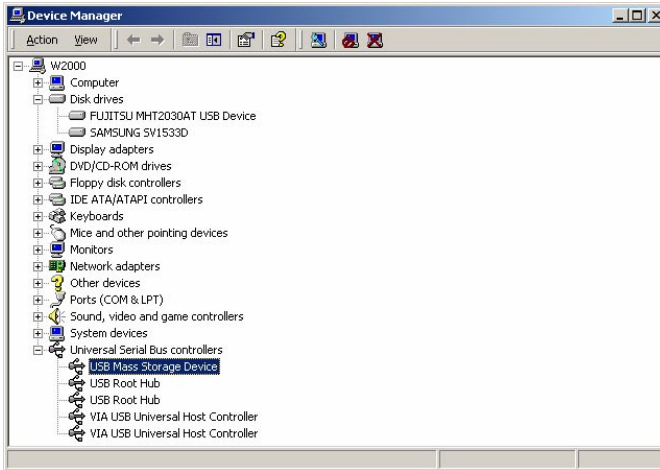 Device Manager
Action View
W2000
Computer
Disk drives
FUJITSU MHT2030AT USB Device
SAMSUNG SV1533D
Display adapters
DVD/CD-ROM drives
Floppy disk controllers
IDE ATA/ATAPI controllers
Keyboards
Mice and other pointing devices
Monitors
Network adapters
Other devices
Ports (COM & LPT)
Sound, video and game controllers
System devices
Universal Serial Bus controllers
USB Mass Storage Device
USB Root Hub
USB Root Hub
VIA USB Universal Host Controller
VIA USB Universal Host Controller